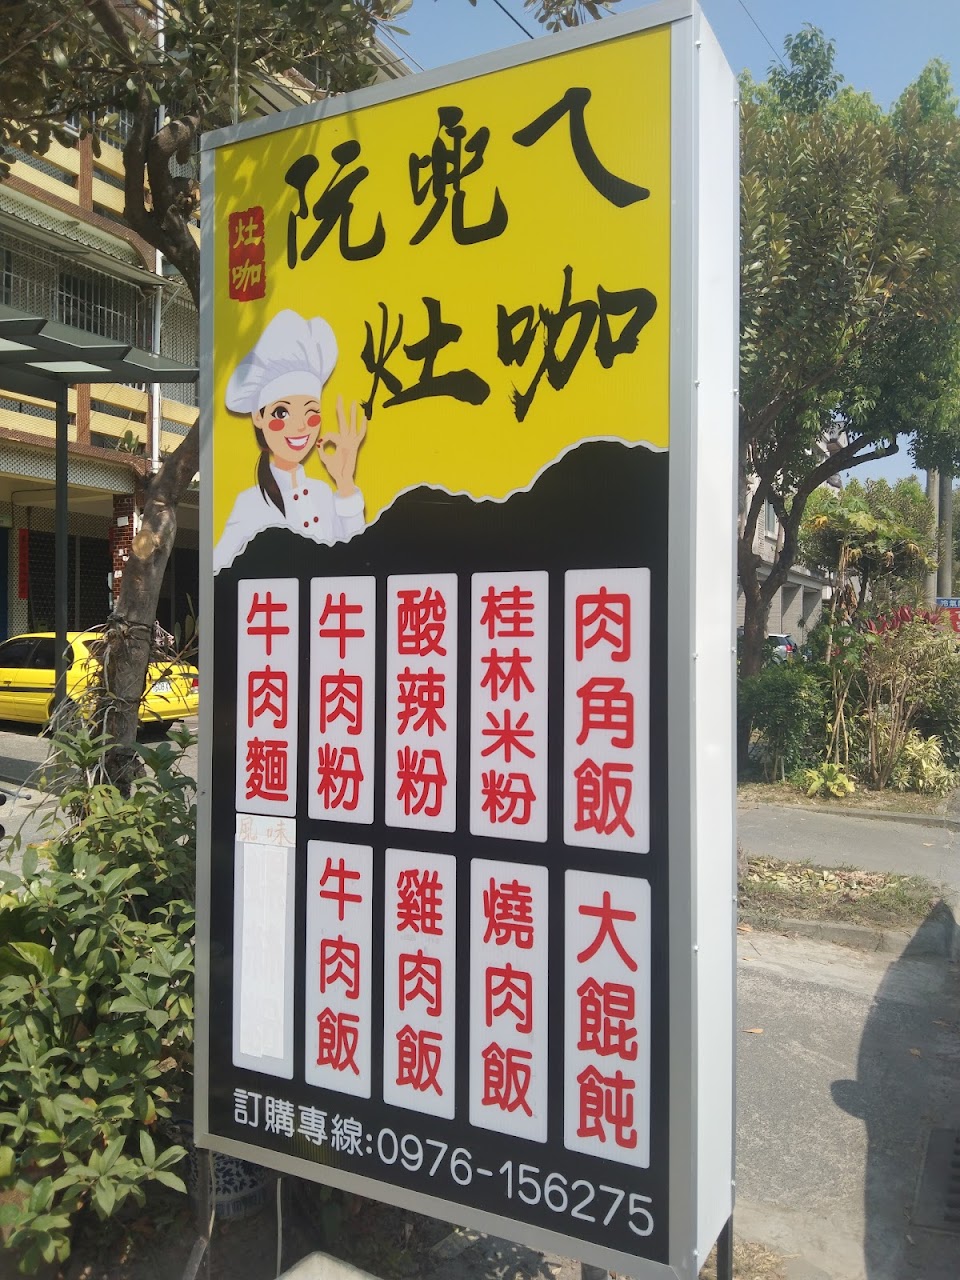 阮兜ㄟ
灶咖
灶咖
牛肉麵
牛肉粉
酸辣粉
桂林米粉
肉角飯
風味
牛肉飯
雞肉飯
燒肉飯
大餛飩
訂購專線:0976-156275